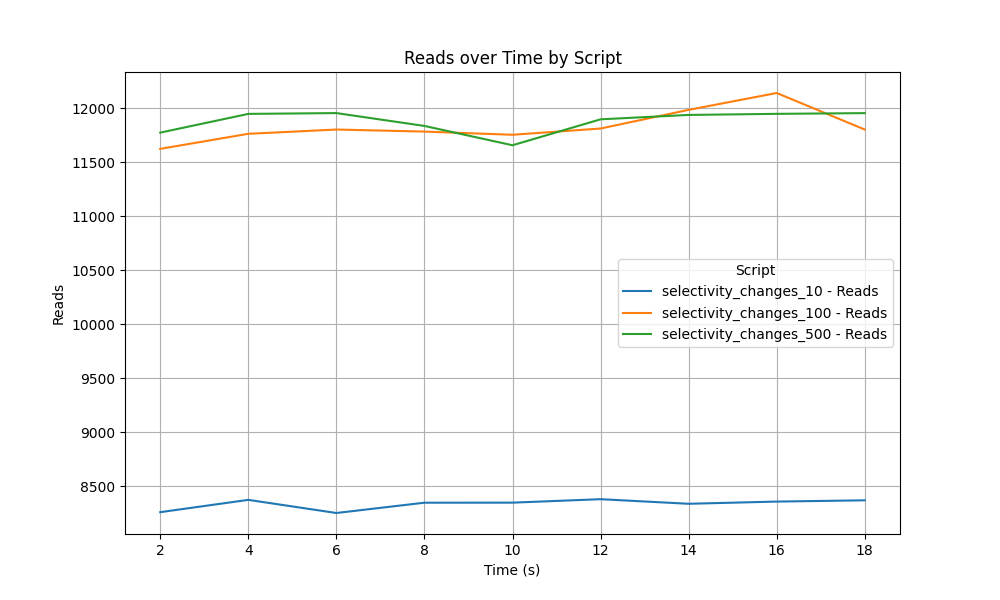 Reads over Time by Script
Reads
12000
11500
11000
10500
10000
9500
9000
8500
Script
selectivity_changes_10 - Reads
selectivity_changes_100 - Reads
selectivity_changes_500 - Reads
2 4 6 8 10 12 14 16 18
Time (s)